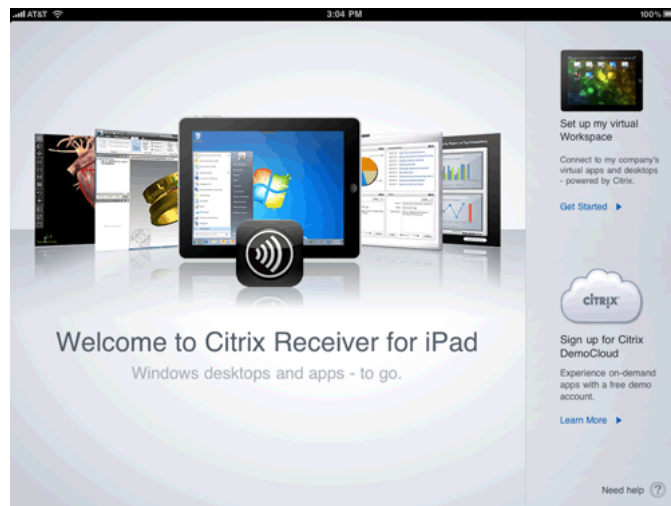 AT&T
3:04 PM
100%
Set up my virtual
Workspace
Connect to my company's
virtual apps and desktops
- powered by Citrix.
Get Started
CİTRIX
Sign up for Citrix
DemoCloud
Experience on-demand
apps with a free demo
account.
Learn More
Need help ?
Welcome to Citrix Receiver for iPad
Windows desktops and apps - to go.